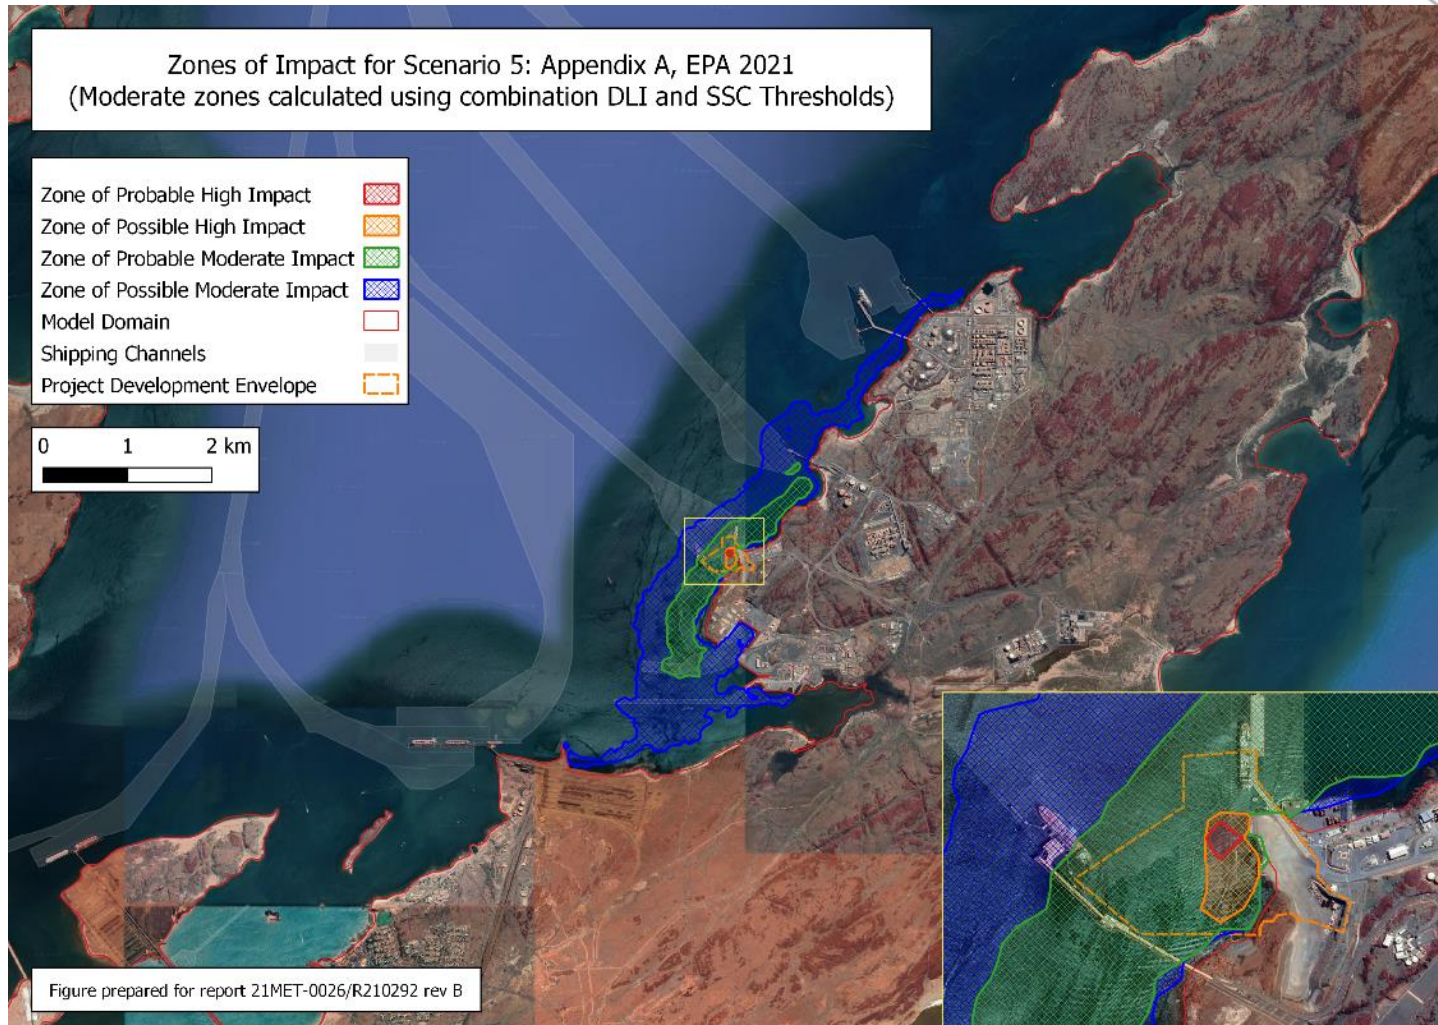 Zones of Impact for Scenario 5: Appendix A, EPA 2021
(Moderate zones calculated using combination DLI and SSC Thresholds)
Zone of Probable High Impact
Zone of Possible High Impact
Zone of Probable Moderate Impact
Zone of Possible Moderate Impact
Model Domain
Shipping Channels
Project Development Envelope
0 1 2 km
Figure prepared for report 21MET-0026/R210292 rev B